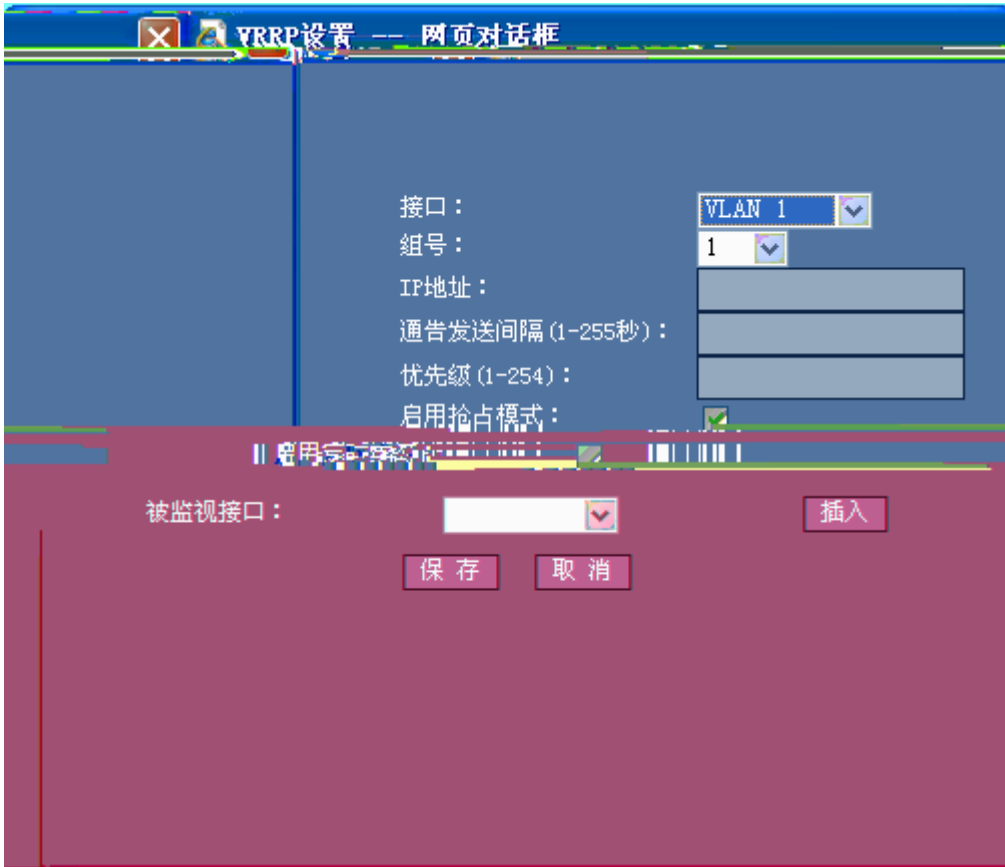 VRRP设置 -- 网页对话框
接口：
VLAN 1
组号：
1
IP地址：
通告发送间隔(1-255秒)：
优先级(1-254)：
启用抢占模式：
启用
被监视接口：
插入
保 存
取 消